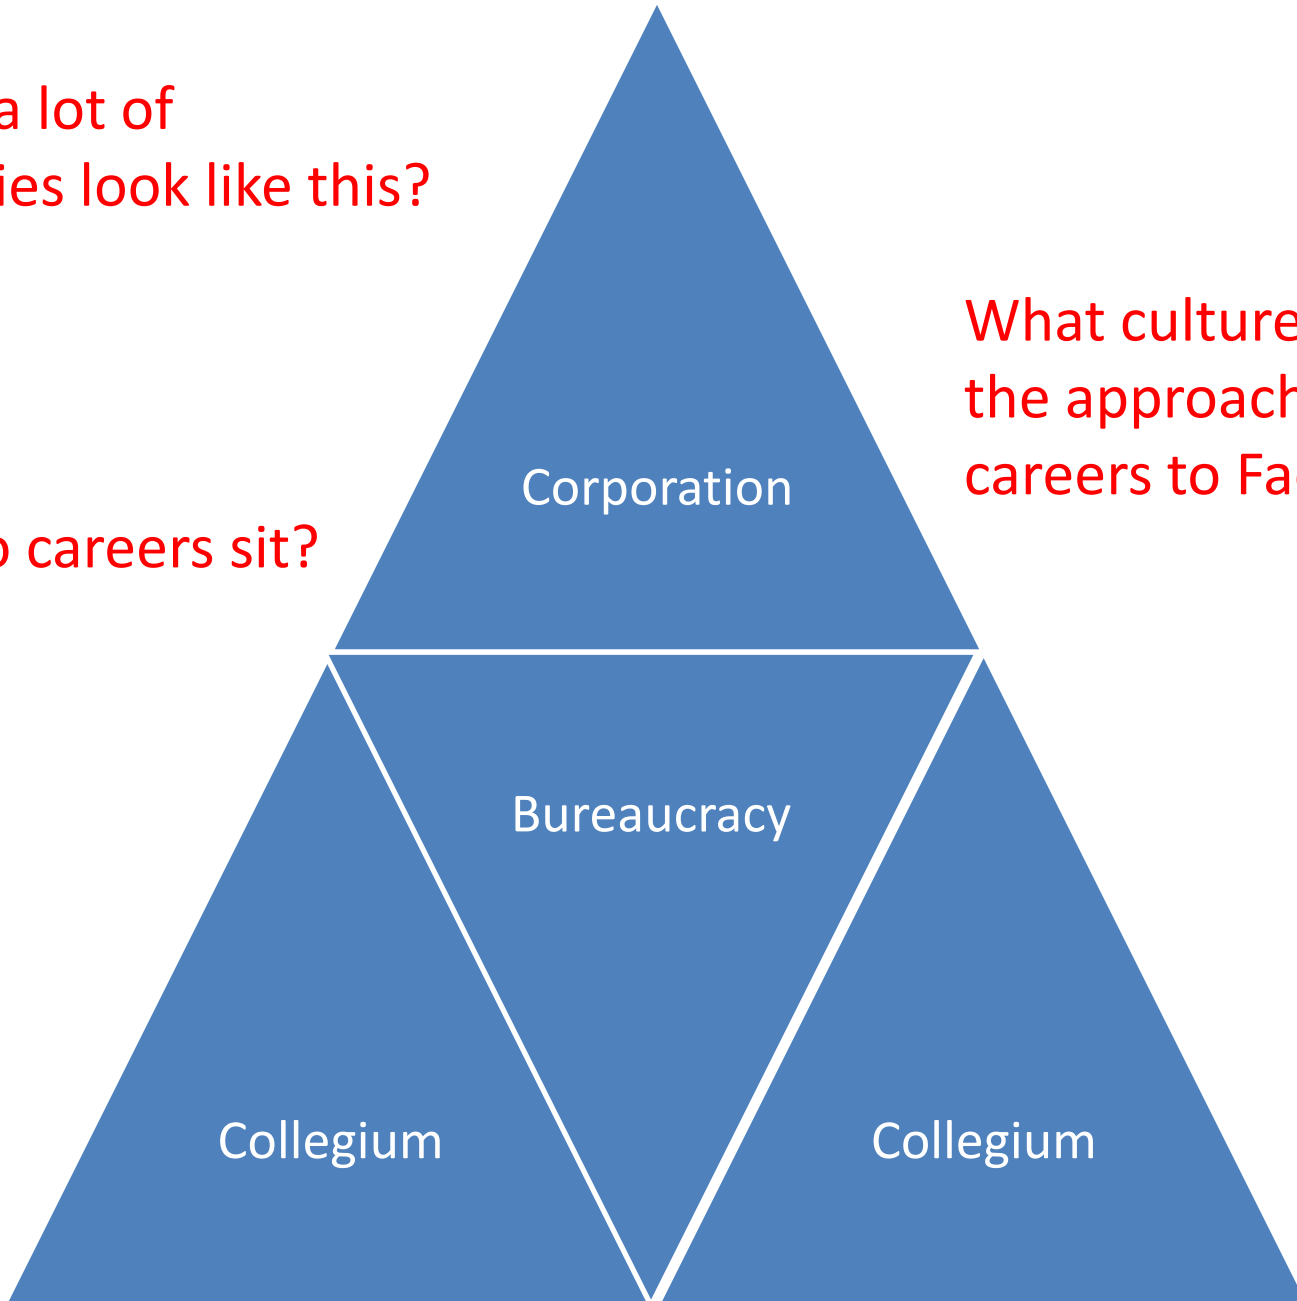 a lot of
ies look like this?
What culture
the approach
careers to Fa
Corporation
careers sit?
Bureaucracy
Collegium
Collegium